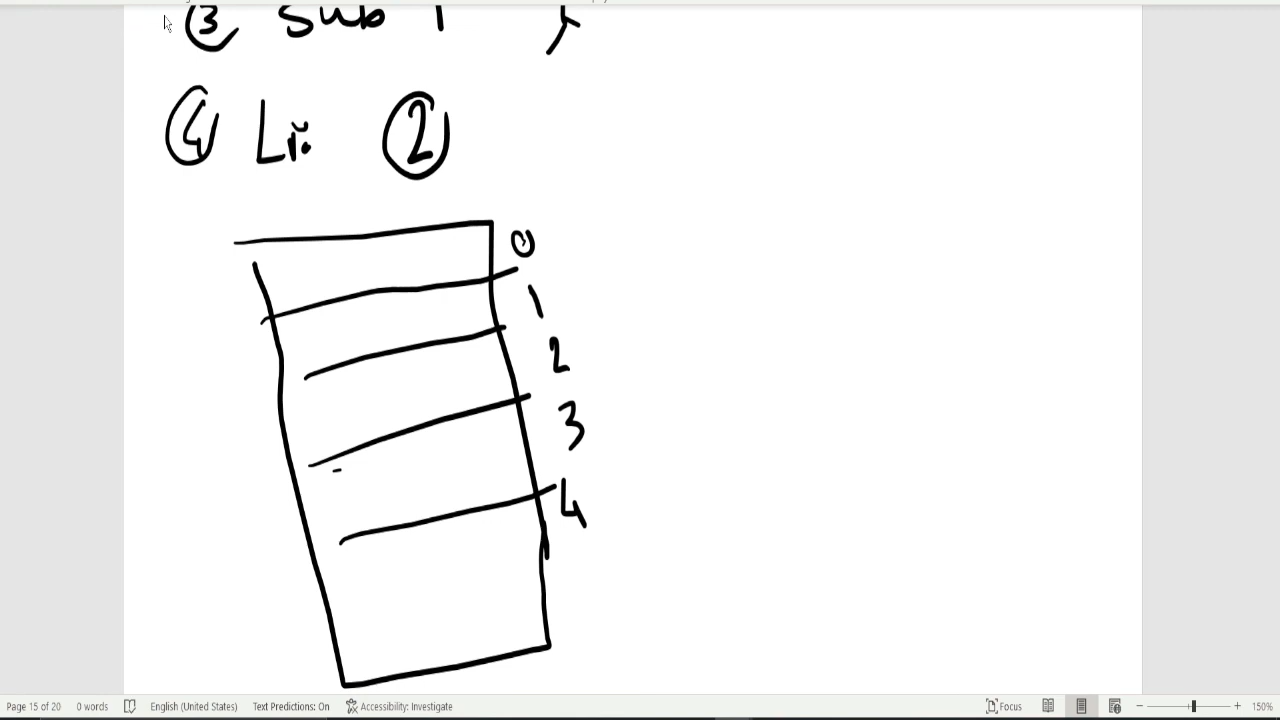 ③ Sub 1
④ Lii ②
0
1
2
3
4
Page 15 of 20 0 words English (United States) Text Predictions: On Accessibility: Investigate Focus 150%